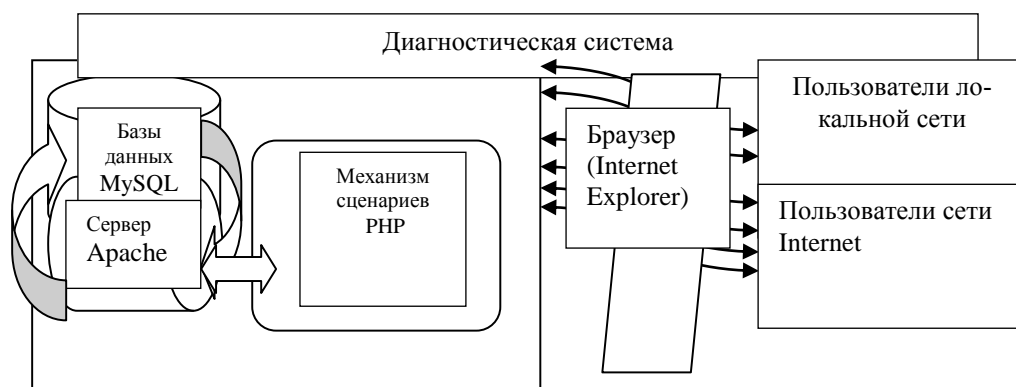 Диагностическая система
Базы
данных
MySQL
Сервер
Apache
Механизм
сценариев
PHP
Браузер
(Internet
Explorer)
Пользователи ло-
кальной сети
Пользователи сети
Internet